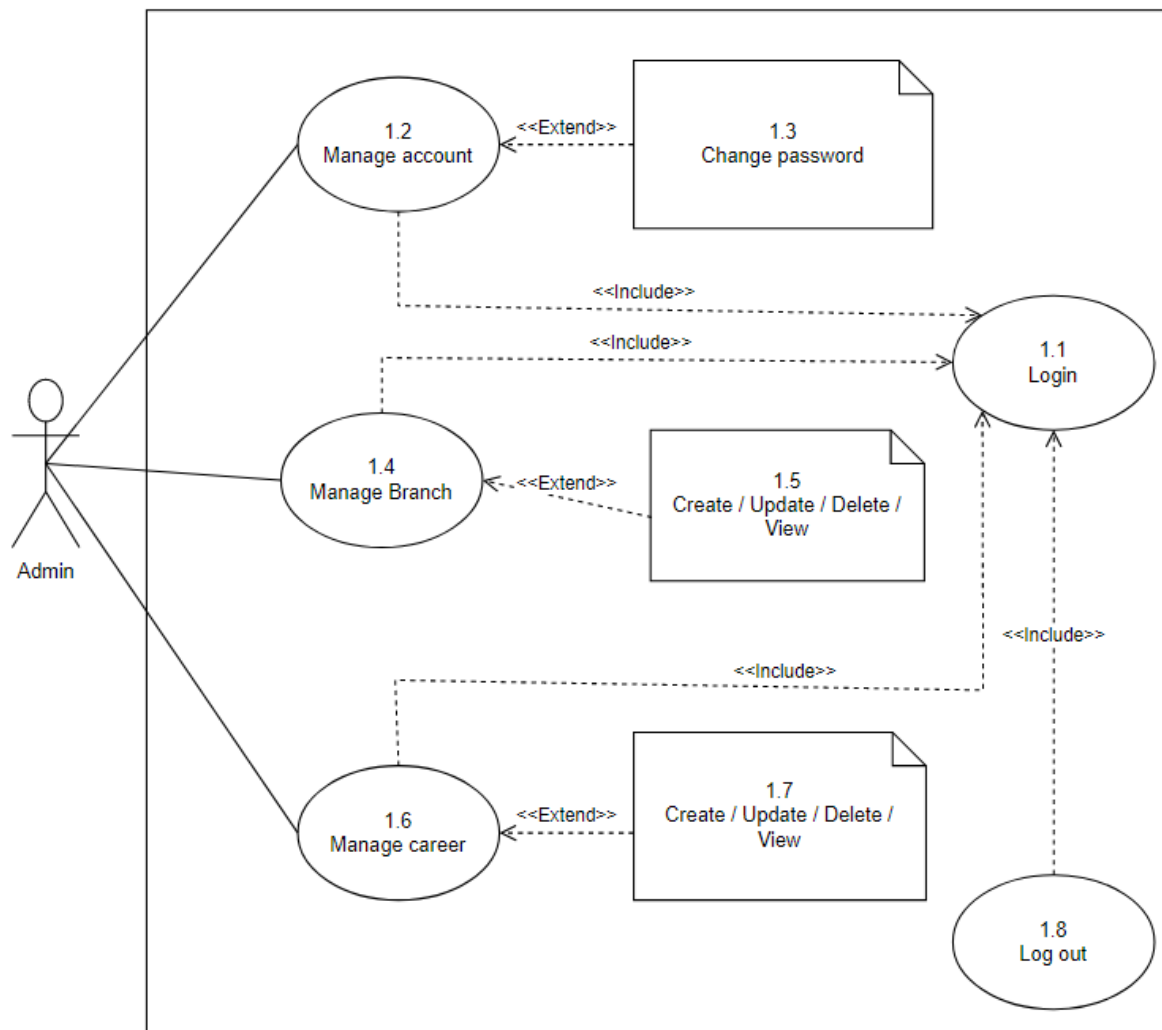 1.2
Manage account
<<Extend>>
1.3
Change password
<<Include>>
<<Include>>
1.1
Login
1.4
Manage Branch
<<Extend>>
1.5
Create / Update / Delete /
View
Admin
<<Include>>
<<Include>>
1.6
Manage career
<<Extend>>
1.7
Create / Update / Delete /
View
1.8
Log out